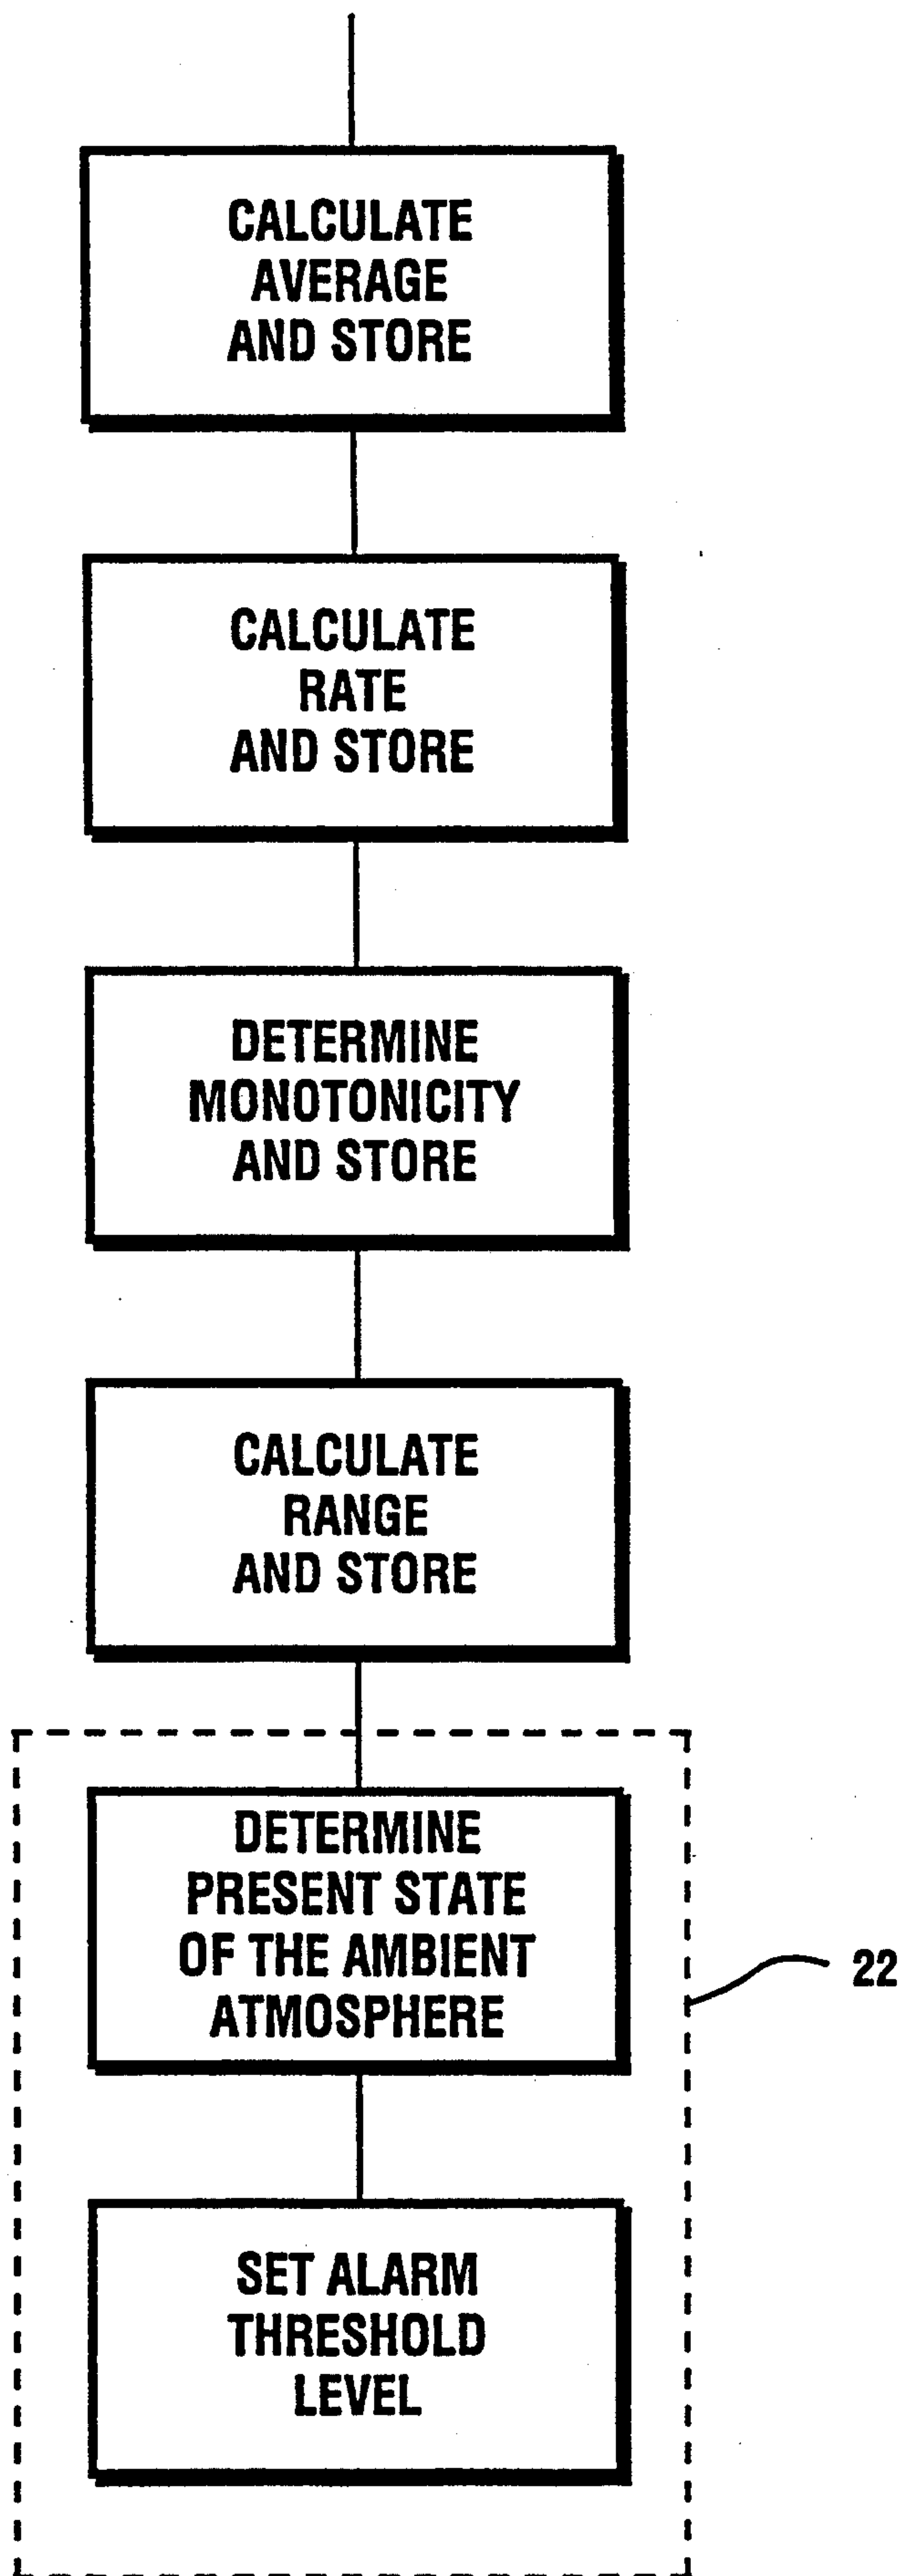 CALCULATE
AVERAGE
AND STORE
CALCULATE
RATE
AND STORE
DETERMINE
MONOTONICITY
AND STORE
CALCULATE
RANGE
AND STORE
DETERMINE
PRESENT STATE
OF THE AMBIENT
ATMOSPHERE
22
SET ALARM
THRESHOLD
LEVEL